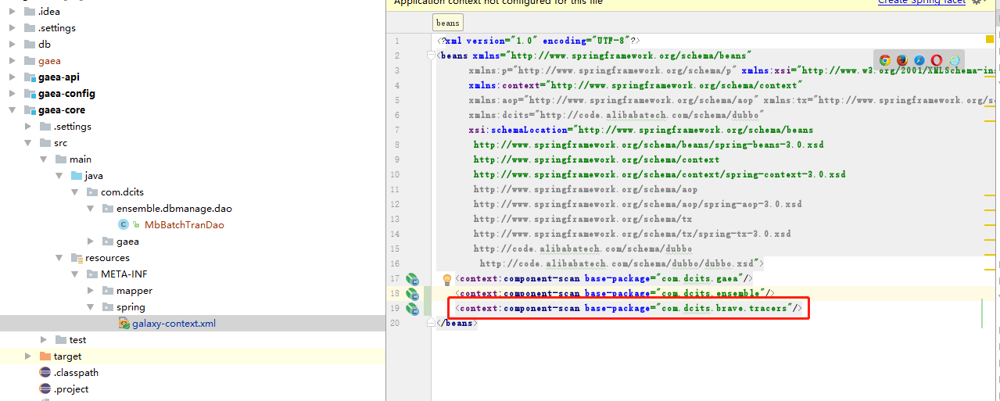 .idea
.settings
db
gaea
gaea-api
gaea-config
gaea-core
.settings
src
main
java
com.dcits
ensemble.dbmanage.dao
MbBatchTranDao
gaea
resources
META-INF
mapper
spring
galaxy-context.xml
test
target
.classpath
.project
Application context not configured for this file
Create Spring facet
beans
1 <?xml version="1.0" encoding="UTF-8"?>
2 <beans xmlns="http://www.springframework.org/schema/beans"
3 xmlns:p="http://www.springframework.org/schema/p" xmlns:xsi="http://www.w3.org/2001/XMLSchema-ins
4 xmlns:context="http://www.springframework.org/schema/context"
5 xmlns:aop="http://www.springframework.org/schema/aop" xmlns:tx="http://www.springframework.org/sc
6 xmlns:dcits="http://code.alibabatech.com/schema/dubbo"
7 xsi:schemaLocation="http://www.springframework.org/schema/beans
8 http://www.springframework.org/schema/beans/spring-beans-3.0.xsd
9 http://www.springframework.org/schema/context
10 http://www.springframework.org/schema/context/spring-context-3.0.xsd
11 http://www.springframework.org/schema/aop
12 http://www.springframework.org/schema/aop/spring-aop-3.0.xsd
13 http://www.springframework.org/schema/tx
14 http://www.springframework.org/schema/tx/spring-tx-3.0.xsd
15 http://code.alibabatech.com/schema/dubbo
16 http://code.alibabatech.com/schema/dubbo/dubbo.xsd">
17 <context:component-scan base-package="com.dcits.gaea"/>
18 <context:component-scan base-package="com.dcits.ensemble"/>
19 <context:component-scan base-package="com.dcits.brave.tracers"/>
20 </beans>